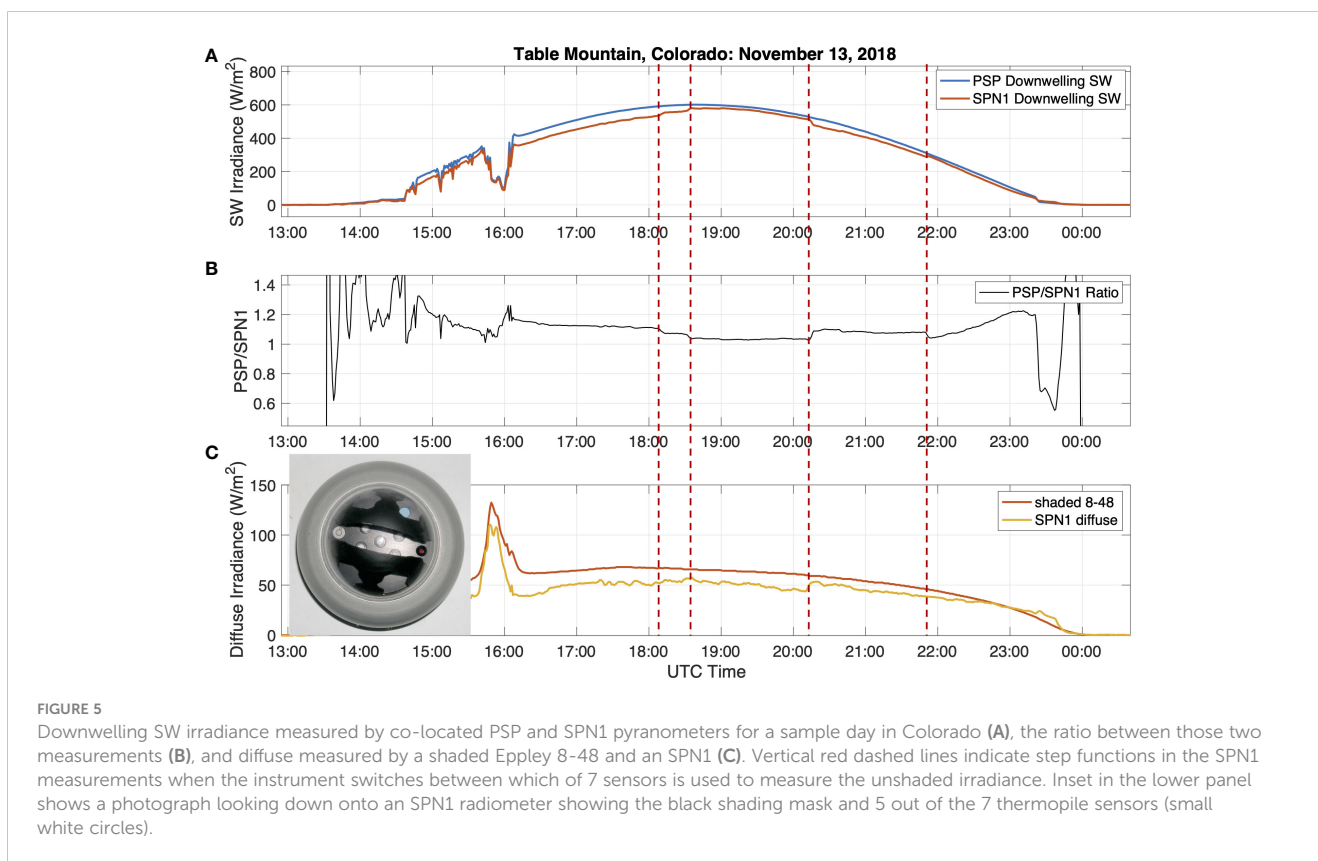 A
Table Mountain, Colorado: November 13, 2018
SW Irradiance (W/m²)
800
600
400
200
0
PSP Downwelling SW
SPN1 Downwelling SW
13:00 14:00 15:00 16:00 17:00 18:00 19:00 20:00 21:00 22:00 23:00 00:00
B
PSP/SPN1
1.4
1.2
1
0.8
0.6
PSP/SPN1 Ratio
13:00 14:00 15:00 16:00 17:00 18:00 19:00 20:00 21:00 22:00 23:00 00:00
C
Diffuse Irradiance (W/m²)
150
100
50
0
shaded 8-48
SPN1 diffuse
13:00 14:00 15:00 16:00 17:00 18:00 19:00 20:00 21:00 22:00 23:00 00:00
UTC Time
FIGURE 5
Downwelling SW irradiance measured by co-located PSP and SPN1 pyranometers for a sample day in Colorado (A), the ratio between those two
measurements (B), and diffuse measured by a shaded Eppley 8-48 and an SPN1 (C). Vertical red dashed lines indicate step functions in the SPN1
measurements when the instrument switches between which of 7 sensors is used to measure the unshaded irradiance. Inset in the lower panel
shows a photograph looking down onto an SPN1 radiometer showing the black shading mask and 5 out of the 7 thermopile sensors (small
white circles).